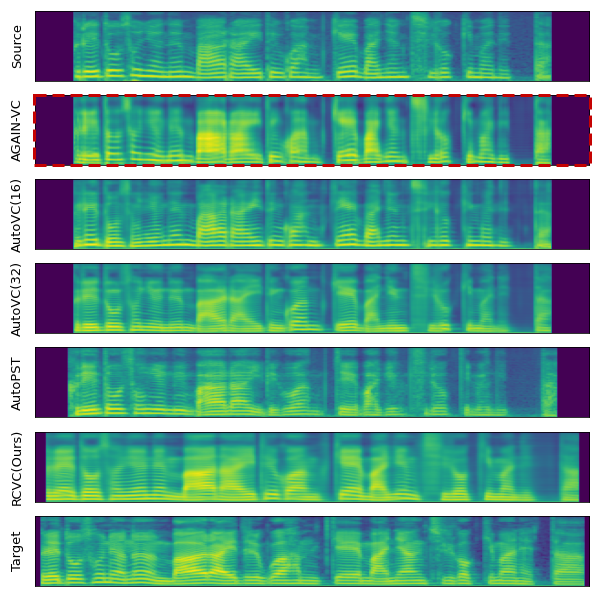 Source
AGAIN-VC
AutoVC(16)
AutoVC(32)
AutoPST
RCVC(Ours)
Target